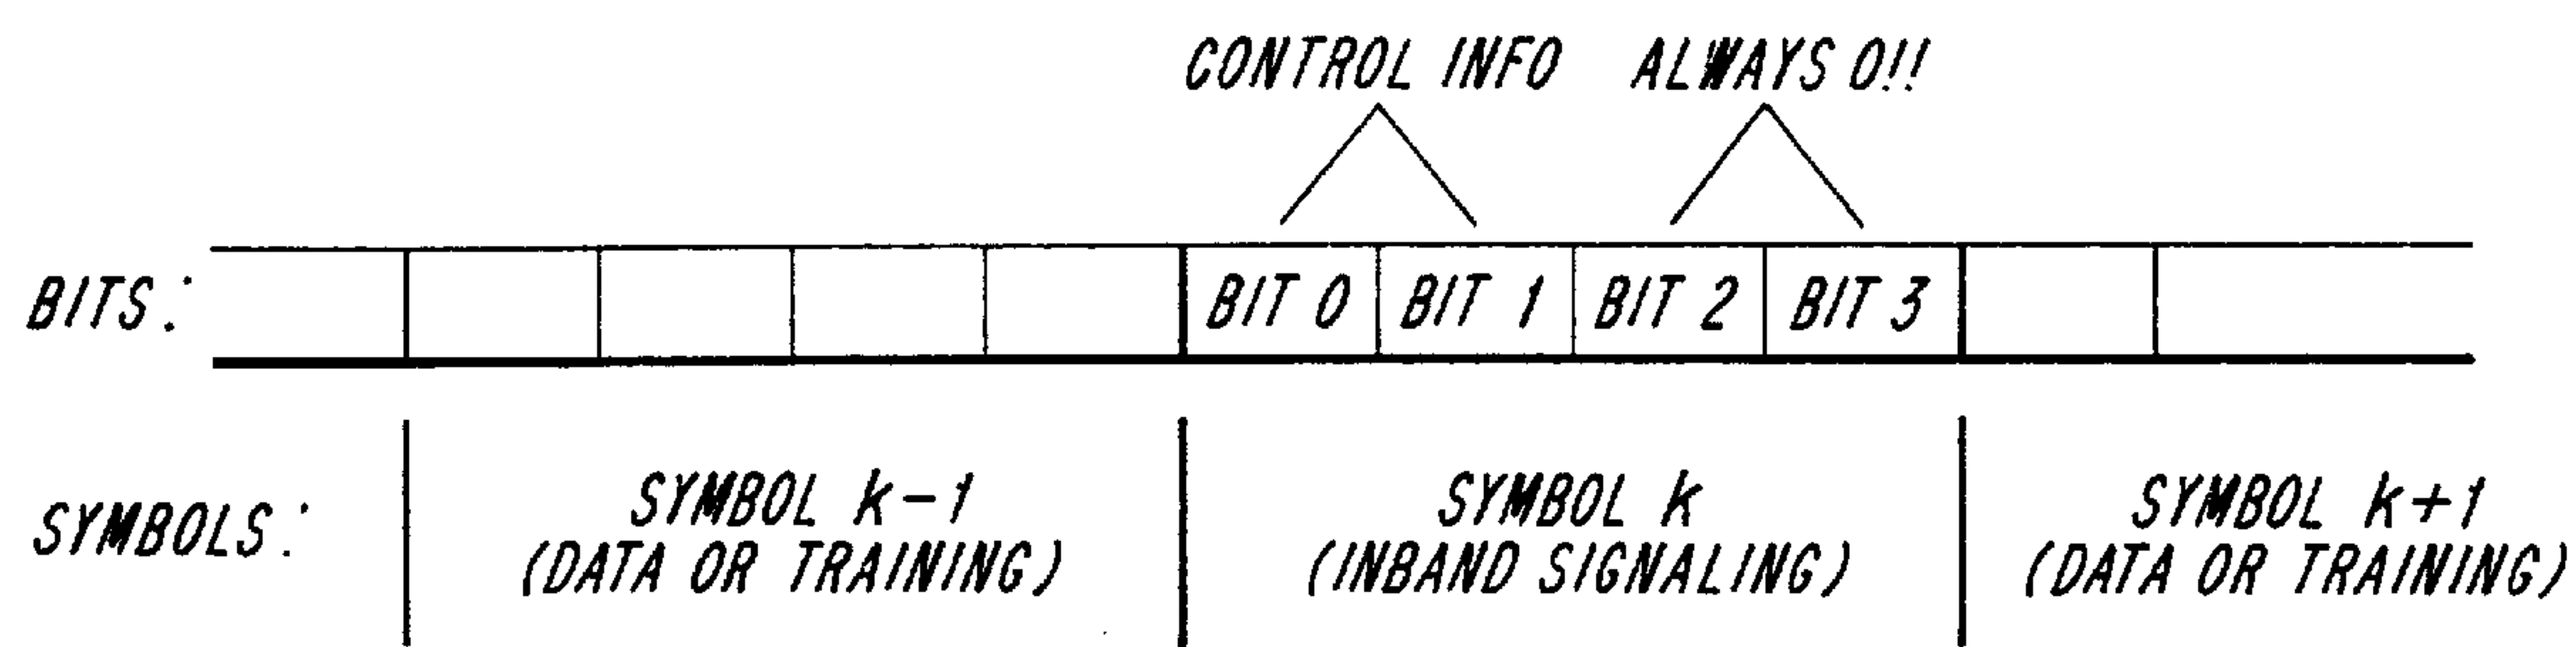 CONTROL INFO ALWAYS 0!!
BITS: BIT 0 BIT 1 BIT 2 BIT 3
SYMBOL k-1 SYMBOL k SYMBOL k+1
SYMBOLS: (DATA OR TRAINING) (INBAND SIGNALING) (DATA OR TRAINING)